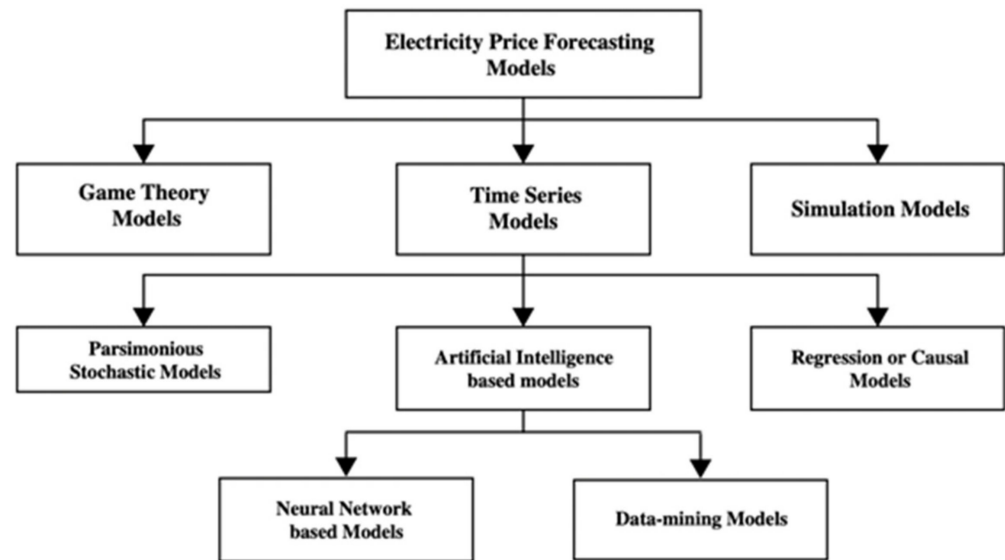 Electricity Price Forecasting
Models
Game Theory
Models
Time Series
Models
Simulation Models
Parsimonious
Stochastic Models
Artificial Intelligence
based models
Regression or Causal
Models
Neural Network
based Models
Data-mining Models